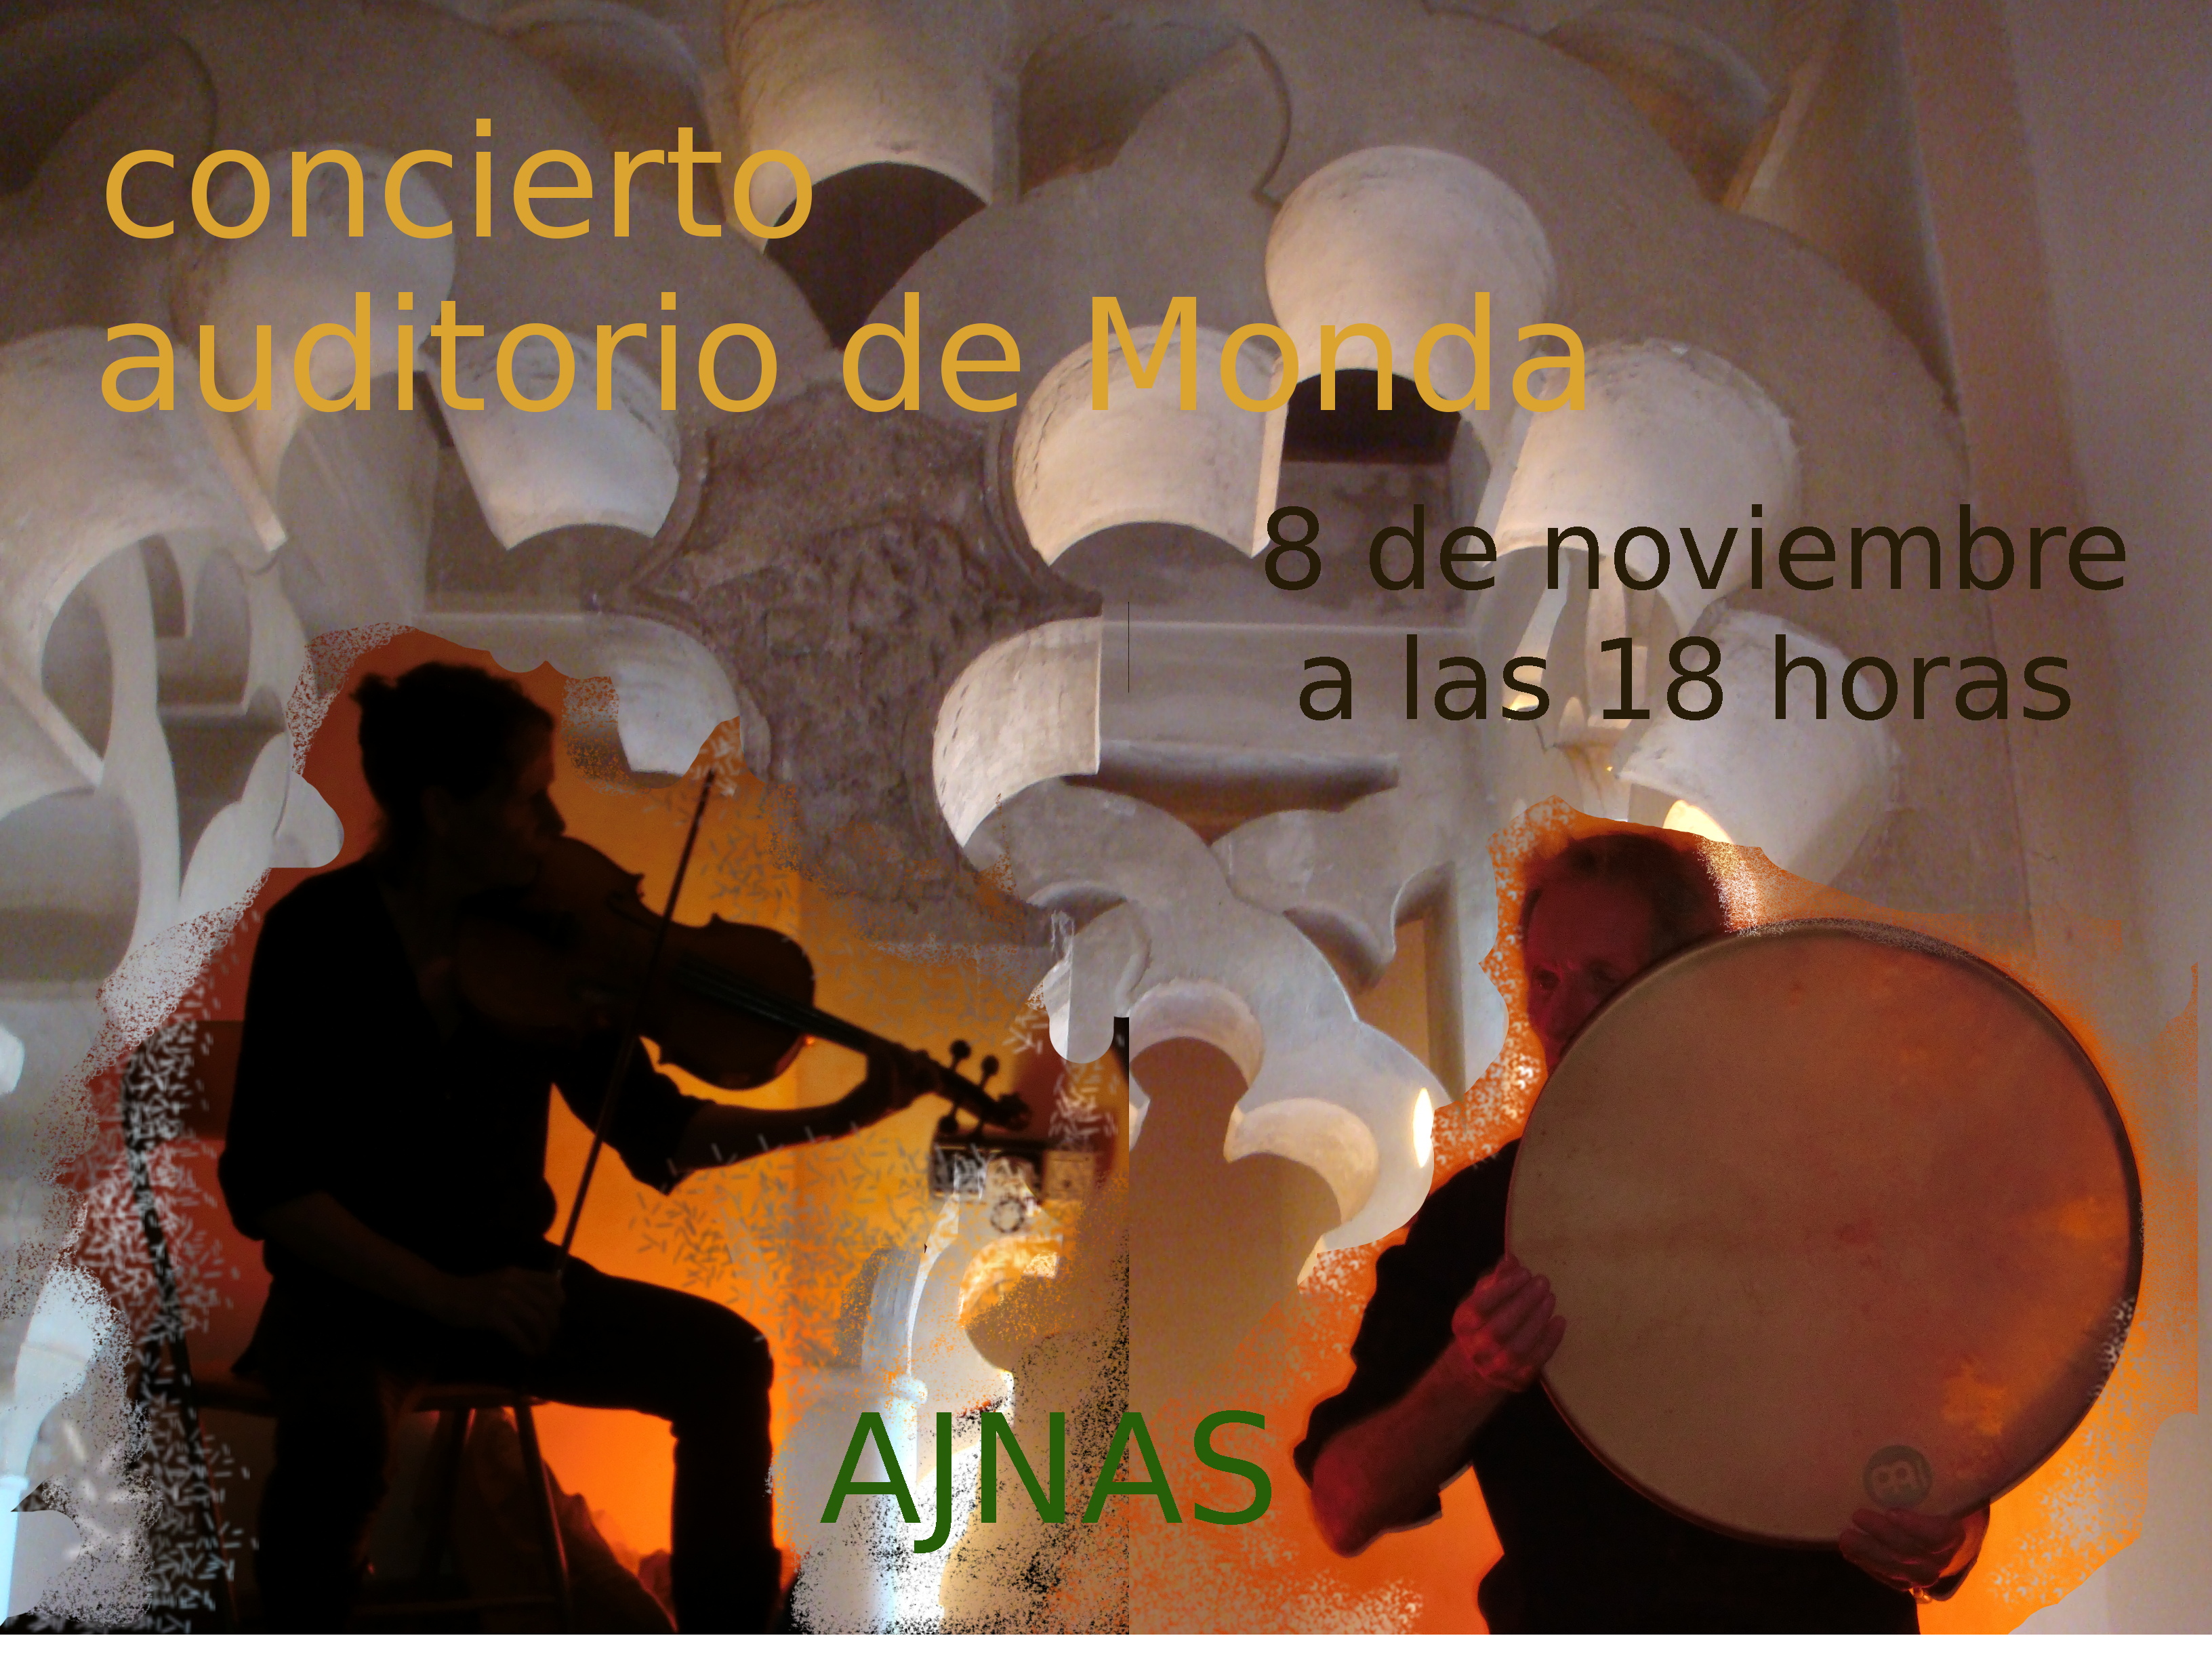 concierto
auditorio de Monda
8 de noviembre
a las 18 horas
AJNAS